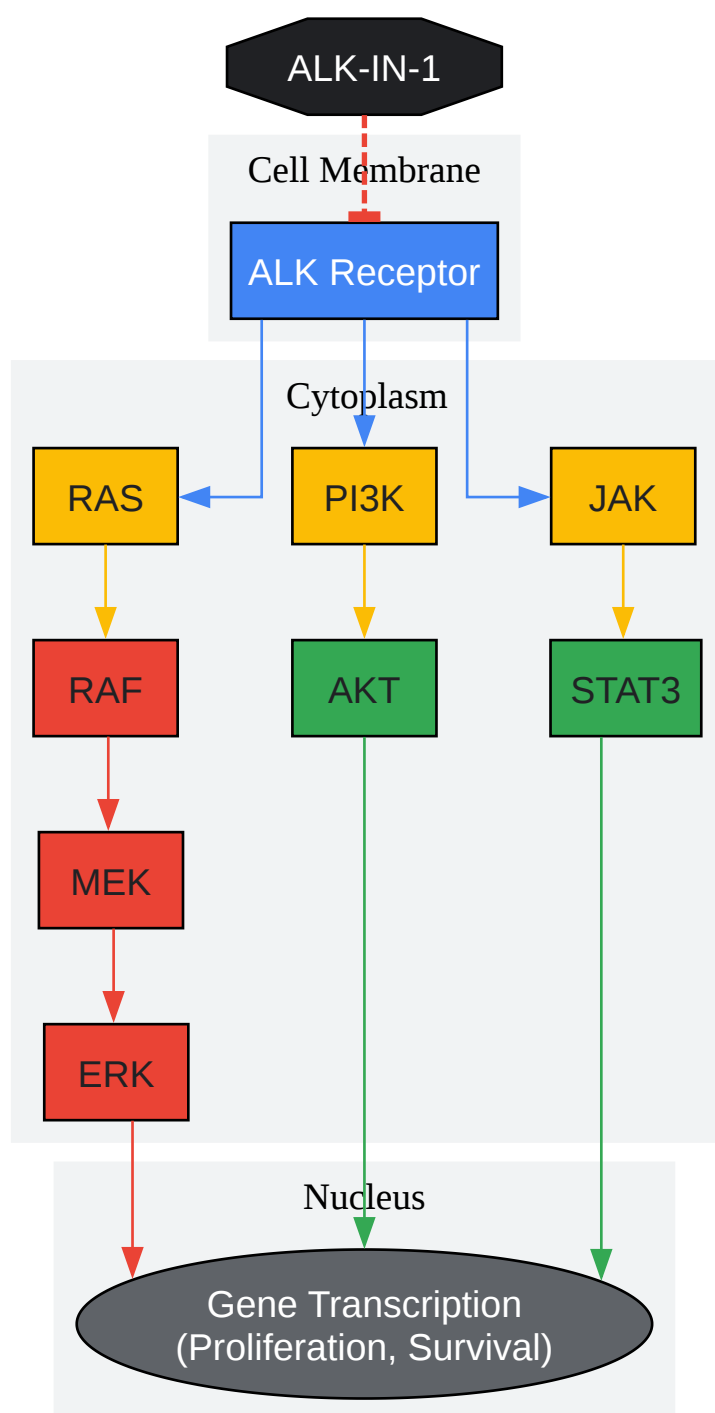 ALK-IN-1
Cell Membrane
ALK Receptor
Cytoplasm
RAS
PI3K
JAK
RAF
AKT
STAT3
MEK
ERK
Nucleus
Gene Transcription
(Proliferation, Survival)